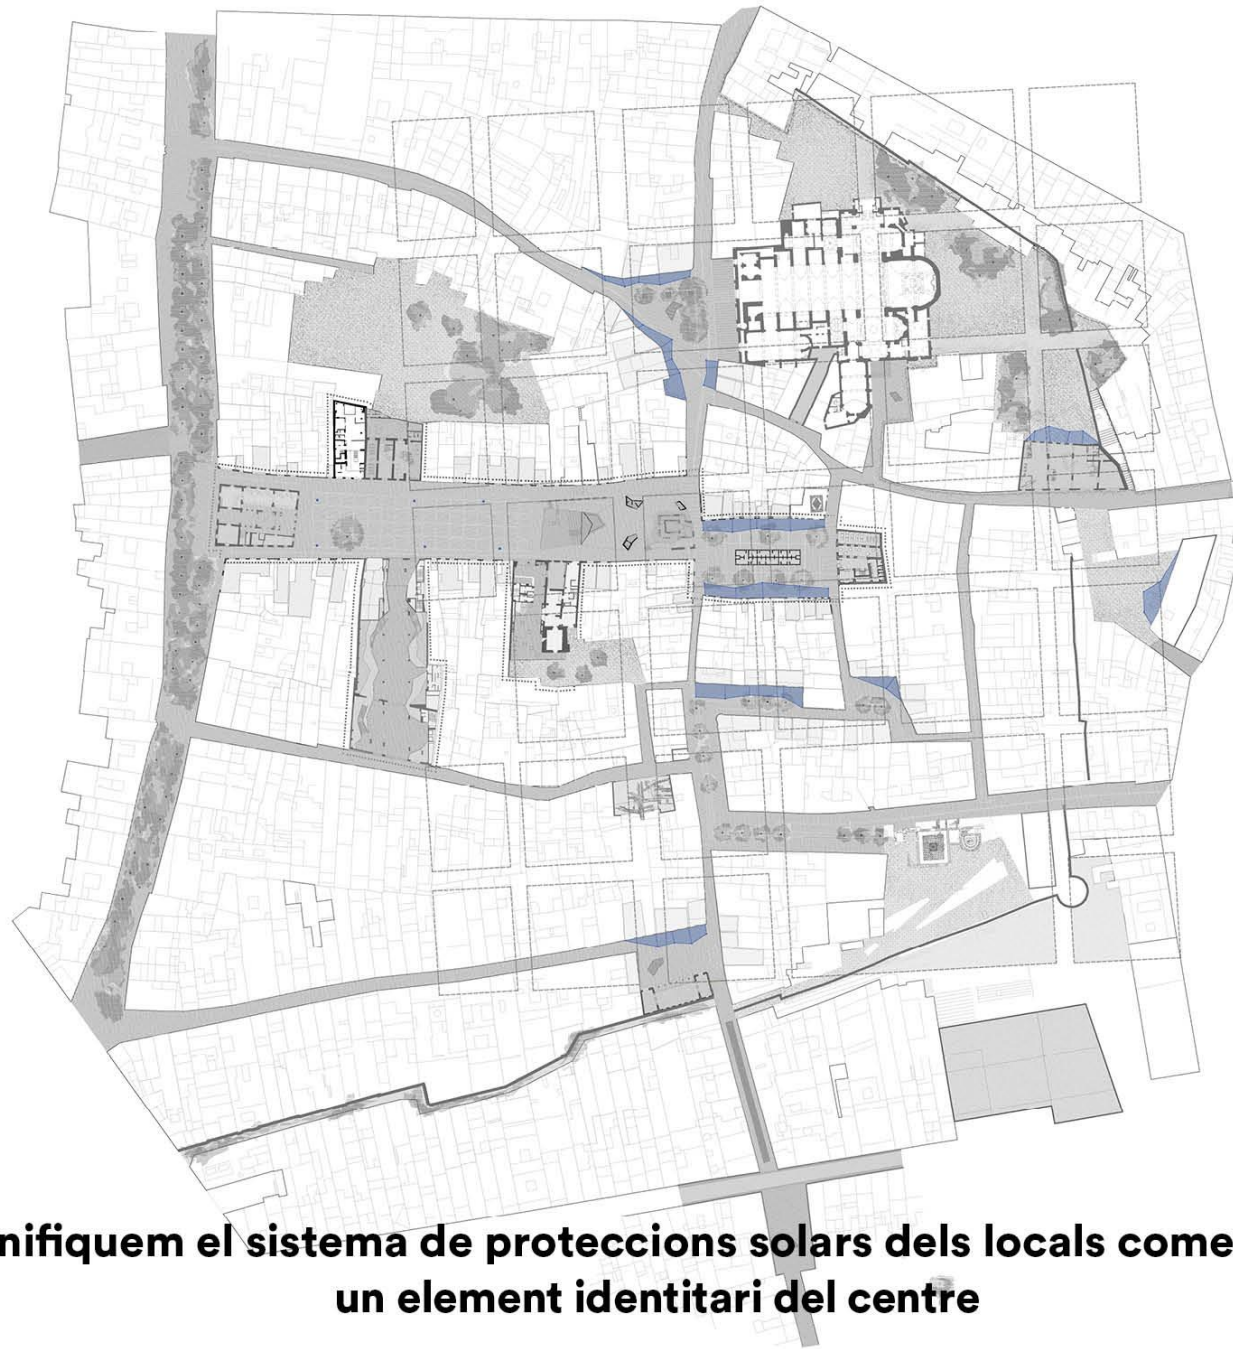 nifiquem el sistema de proteccions solars dels locals come
un element identitari del centre